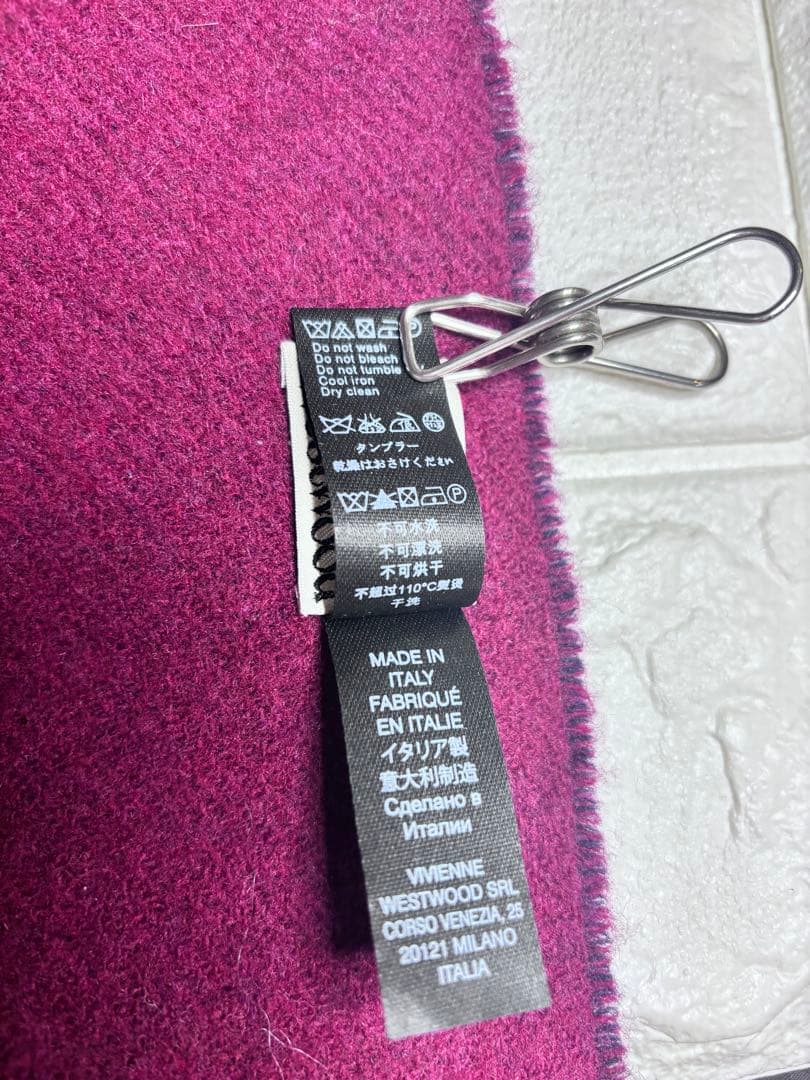 Do not wash
Do not bleach
Do not tumble
Cool iron
Dry clean
タンブラー
乾燥はおさけください
P
不可水洗
不可漂洗
不可烘干
不超过110°C熨烫
干洗
MADE IN
ITALY
FABRIQUÉ
EN ITALIE
イタリア製
意大利制造
Сделано в
Италии
VIVIENNE
WESTWOOD SRL
CORSO VENEZIA, 25
20121 MILANO
ITALIA